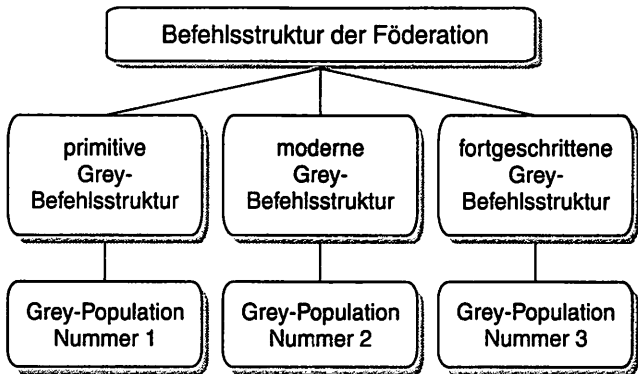 Befehlsstruktur der Föderation
primitive
Grey-
Befehlsstruktur
moderne
Grey-
Befehlsstruktur
fortgeschrittene
Grey-
Befehlsstruktur
Grey-Population
Nummer 1
Grey-Population
Nummer 2
Grey-Population
Nummer 3